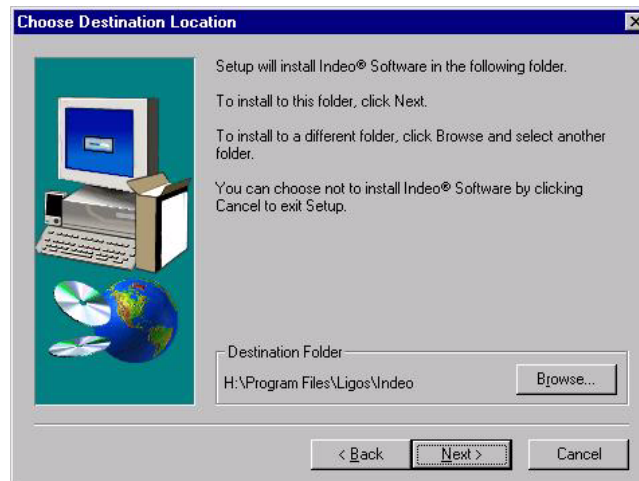 Choose Destination Location
Setup will install Indeo® Software in the following folder.
To install to this folder, click Next.
To install to a different folder, click Browse and select another
folder.
You can choose not to install Indeo® Software by clicking
Cancel to exit Setup.
Destination Folder
H:\Program Files\Ligos\Indeo
Browse...
< Back
Next >
Cancel